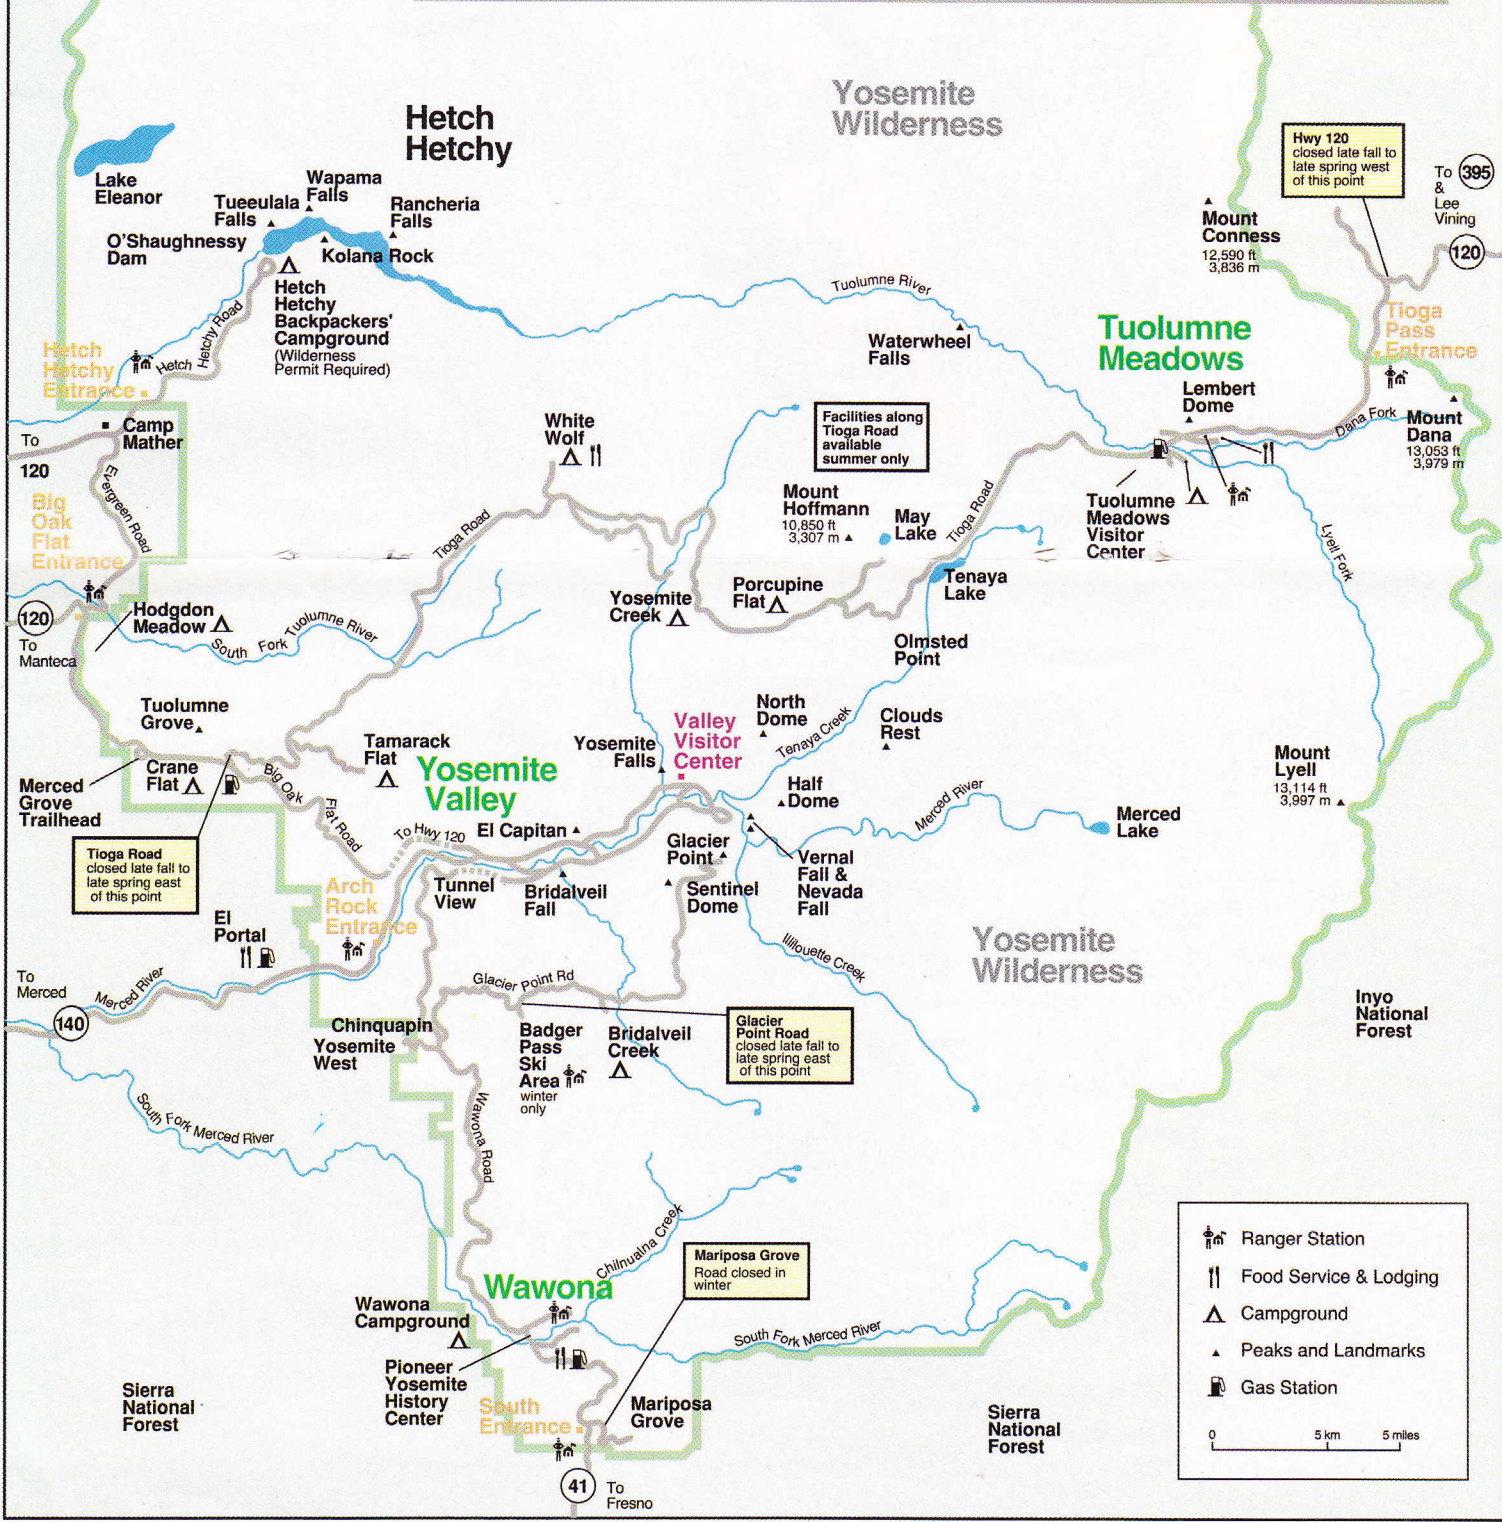 Hetch
Hetchy
Yosemite
Wilderness
Hwy 120
closed late fall to
late spring west
of this point
To 395
&
Lee
Vining
120
Lake
Eleanor
Wapama
Falls
Tueeulala
Falls
Rancheria
Falls
O'Shaughnessy
Dam
Kolana Rock
Mount
Conness
12,590 ft
3,836 m
Hetch
Hetchy
Backpackers'
Campground
(Wilderness
Permit Required)
Tuolumne River
Hetch Hetchy Road
Hetch
Hetchy
Entrance
Waterwheel
Falls
Tuolumne
Meadows
Tioga
Pass
Entrance
Lembert
Dome
Dana Fork
Mount
Dana
13,053 ft
3,979 m
Camp
Mather
To
120
White
Wolf
Facilities along
Tioga Road
available
summer only
Evergreen Road
Big
Oak
Flat
Entrance
Tioga Road
Mount
Hoffmann
10,850 ft
3,307 m
May
Lake
Tioga Road
Tuolumne
Meadows
Visitor
Center
Lyell Fork
Tenaya
Lake
Porcupine
Flat
Yosemite
Creek
120
To
Manteca
Hodgdon
Meadow
South Fork Tuolumne River
Olmsted
Point
Tuolumne
Grove
Tamarack
Flat
Yosemite
Valley
Yosemite
Falls
Valley
Visitor
Center
North
Dome
Tenaya Creek
Clouds
Rest
Mount
Lyell
13,114 ft
3,997 m
Merced
Grove
Trailhead
Crane
Flat
Big Oak Flat Road
Half
Dome
Merced River
Merced
Lake
To Hwy 120
El Capitan
Glacier
Point
Vernal
Fall &
Nevada
Fall
Tioga Road
closed late fall to
late spring east
of this point
Arch
Rock
Entrance
Tunnel
View
Bridalveil
Fall
Sentinel
Dome
El
Portal
Illilouette Creek
Yosemite
Wilderness
To
Merced
Merced River
140
Glacier Point Rd
Inyo
National
Forest
Chinquapin
Yosemite
West
Badger
Pass
Ski
Area
winter
only
Bridalveil
Creek
Glacier
Point Road
closed late fall to
late spring east
of this point
South Fork Merced River
Wawona Road
Chilnualna Creek
Mariposa Grove
Road closed in
winter
Wawona
Wawona
Campground
South Fork Merced River
Pioneer
Yosemite
History
Center
South
Entrance
Mariposa
Grove
Sierra
National
Forest
Sierra
National
Forest
41
To
Fresno
Ranger Station
Food Service & Lodging
Campground
Peaks and Landmarks
Gas Station
0 5 km 5 miles